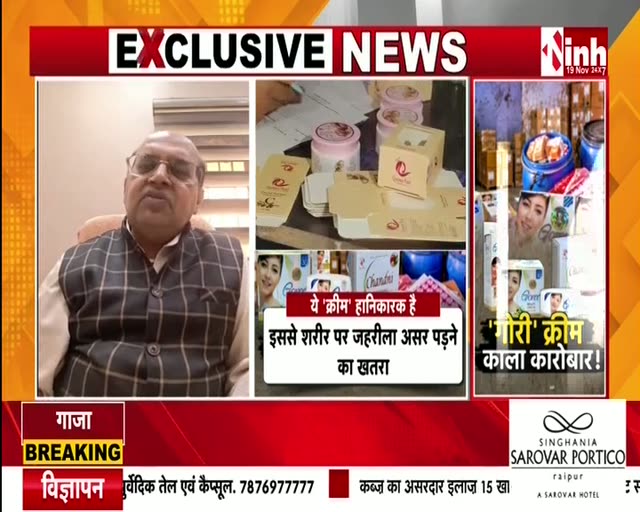 EXCLUSIVE NEWS
inh
19 Nov 24X7
Chandni
ये 'क्रीम' हानिकारक है
इससे शरीर पर जहरीला असर पड़ने
का खतरा
'गोरी' क्रीम
काला कारोबार!
गाजा
BREAKING
SINGHANIA
SAROVAR PORTICO
raipur
A SAROVAR HOTEL
विज्ञापन
तेल एवं कैप्सूल. 7876977777
कब्ज़ का असरदार इलाज़ 15